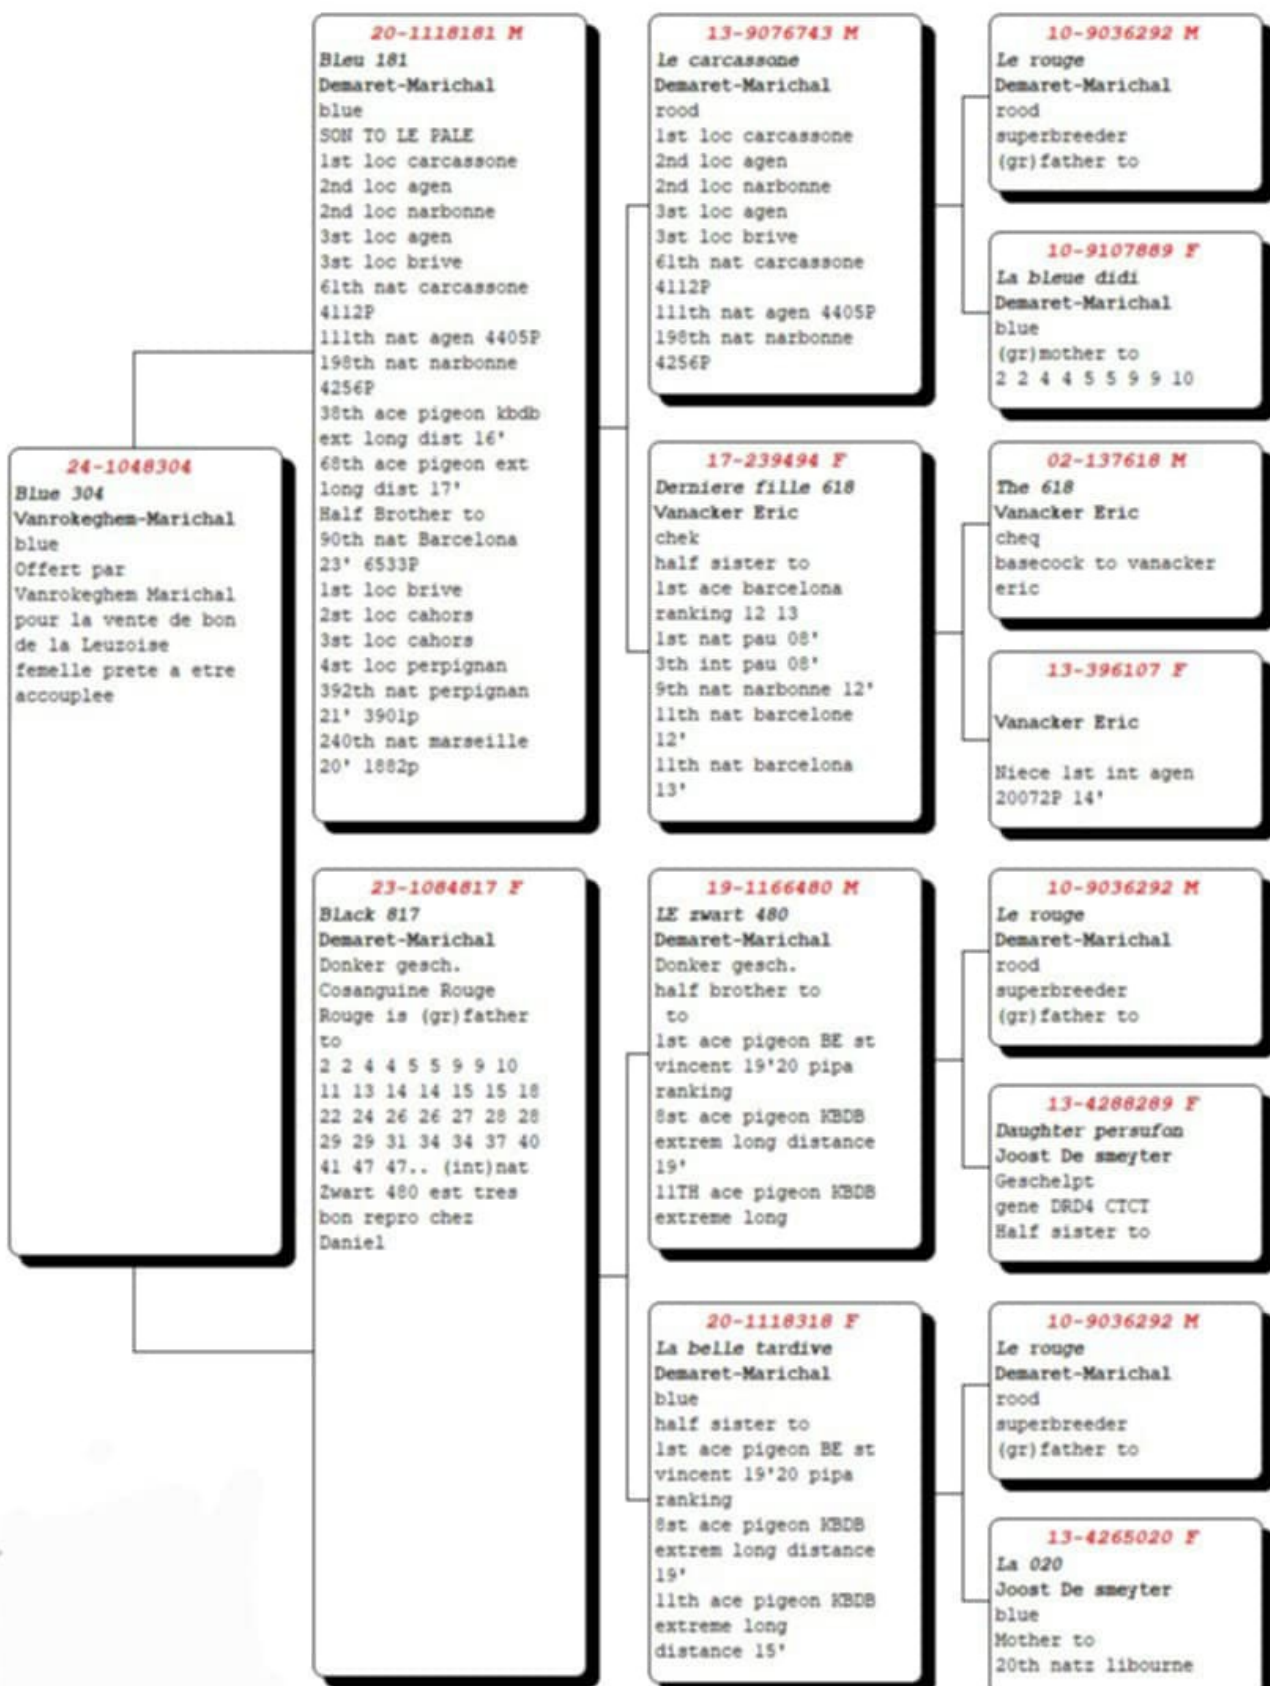 24-1048304
Blue 304
Vanrokeghem-Marichal
blue
Offert par
Vanrokeghem Marichal
pour la vente de bon
de la Leuzoise
femelle prete a etre
accouplee
20-1118181 M
Bleu 181
Demaret-Marichal
blue
SON TO LE PALE
1st loc carcassone
2nd loc agen
2nd loc narbonne
3st loc agen
3st loc brive
61th nat carcassone
4112P
111th nat agen 4405P
198th nat narbonne
4256P
38th ace pigeon kbdb
ext long dist 16'
68th ace pigeon ext
long dist 17'
Half Brother to
90th nat Barcelona
23' 6533P
1st loc brive
2st loc cahors
3st loc cahors
4st loc perpignan
392th nat perpignan
21' 3901p
240th nat marseille
20' 1882p
23-1084817 F
Black 817
Demaret-Marichal
Donker gesch.
Cosanguine Rouge
Rouge is (gr)father
to
2 2 4 4 5 5 9 9 10
11 13 14 14 15 15 18
22 24 26 26 27 28 28
29 29 31 34 34 37 40
41 47 47.. (int)nat
Zwart 480 est tres
bon repro chez
Daniel
13-9076743 M
le carcassone
Demaret-Marichal
rood
1st loc carcassone
2nd loc agen
2nd loc narbonne
3st loc agen
3st loc brive
61th nat carcassone
4112P
111th nat agen 4405P
198th nat narbonne
4256P
17-239494 F
Derniere fille 618
Vanacker Eric
chek
half sister to
1st ace barcelona
ranking 12 13
1st nat pau 08'
3th int pau 08'
9th nat narbonne 12'
11th nat barcelone
12'
11th nat barcelona
13'
19-1166480 M
LE zwart 480
Demaret-Marichal
Donker gesch.
half brother to
to
1st ace pigeon BE st
vincent 19'20 pipa
ranking
8st ace pigeon KBDB
extrem long distance
19'
11TH ace pigeon KBDB
extreme long
20-1118318 F
La belle tardive
Demaret-Marichal
blue
half sister to
1st ace pigeon BE st
vincent 19'20 pipa
ranking
8st ace pigeon KBDB
extrem long distance
19'
11th ace pigeon KBDB
extreme long
distance 15'
10-9036292 M
Le rouge
Demaret-Marichal
rood
superbreeder
(gr)father to
10-9107889 F
La bleue didi
Demaret-Marichal
blue
(gr)mother to
2 2 4 4 5 5 9 9 10
02-137618 M
The 618
Vanacker Eric
cheq
basecock to vanacker
eric
13-396107 F
Vanacker Eric
Niece 1st int agen
20072P 14'
10-9036292 M
Le rouge
Demaret-Marichal
rood
superbreeder
(gr)father to
13-4288289 F
Daughter persufon
Joost De smeyter
Geschelpt
gene DRD4 CTCT
Half sister to
10-9036292 M
Le rouge
Demaret-Marichal
rood
superbreeder
(gr)father to
13-4265020 F
La 020
Joost De smeyter
blue
Mother to
20th natz libourne